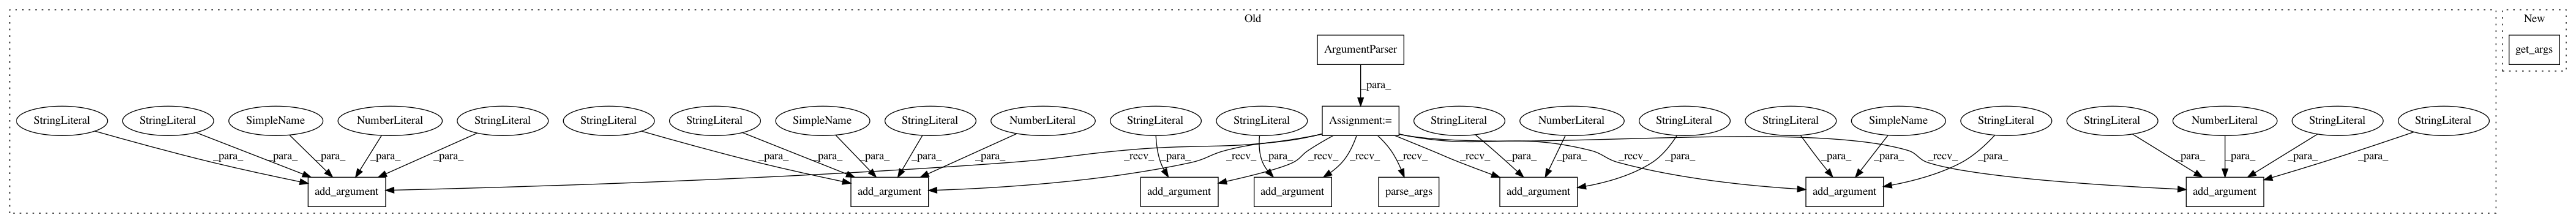 Old
New
ArgumentParser
get_args
_para_
StringLiteral
StringLiteral
SimpleName
NumberLiteral
StringLiteral
StringLiteral
StringLiteral
SimpleName
StringLiteral
NumberLiteral
StringLiteral
StringLiteral
Assignment:=
StringLiteral
NumberLiteral
StringLiteral
StringLiteral
SimpleName
StringLiteral
StringLiteral
NumberLiteral
StringLiteral
StringLiteral
_para_
_para_
_para_
_para_
_para_
_para_
_para_
_para_
_para_
_para_
_recv_
_para_
_recv_
_para_
_recv_
_recv_
_recv_
_recv_
_para_
_para_
_para_
_recv_
_para_
_para_
_para_
_recv_
_para_
_para_
_para_
_para_
add_argument
add_argument
add_argument
add_argument
parse_args
add_argument
add_argument
add_argument